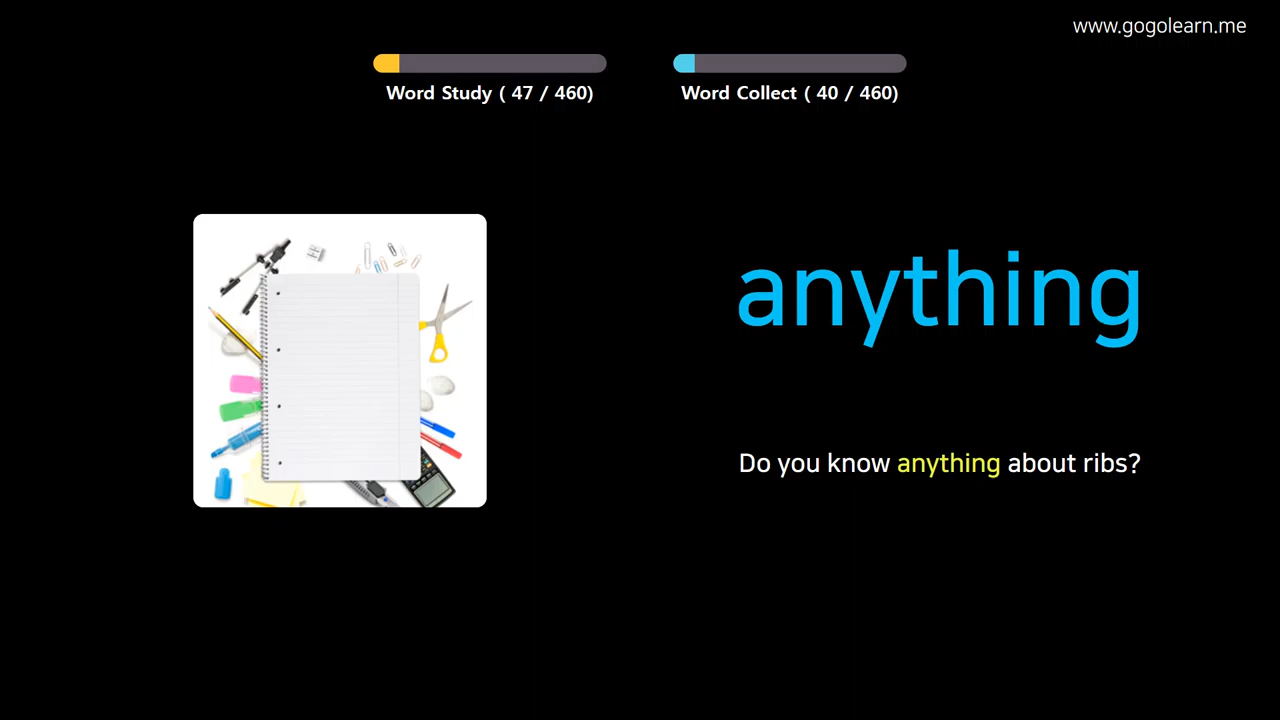 www.gogolearn.me
Word Study ( 47 / 460)
Word Collect ( 40 / 460)
anything
Do you know anything about ribs?